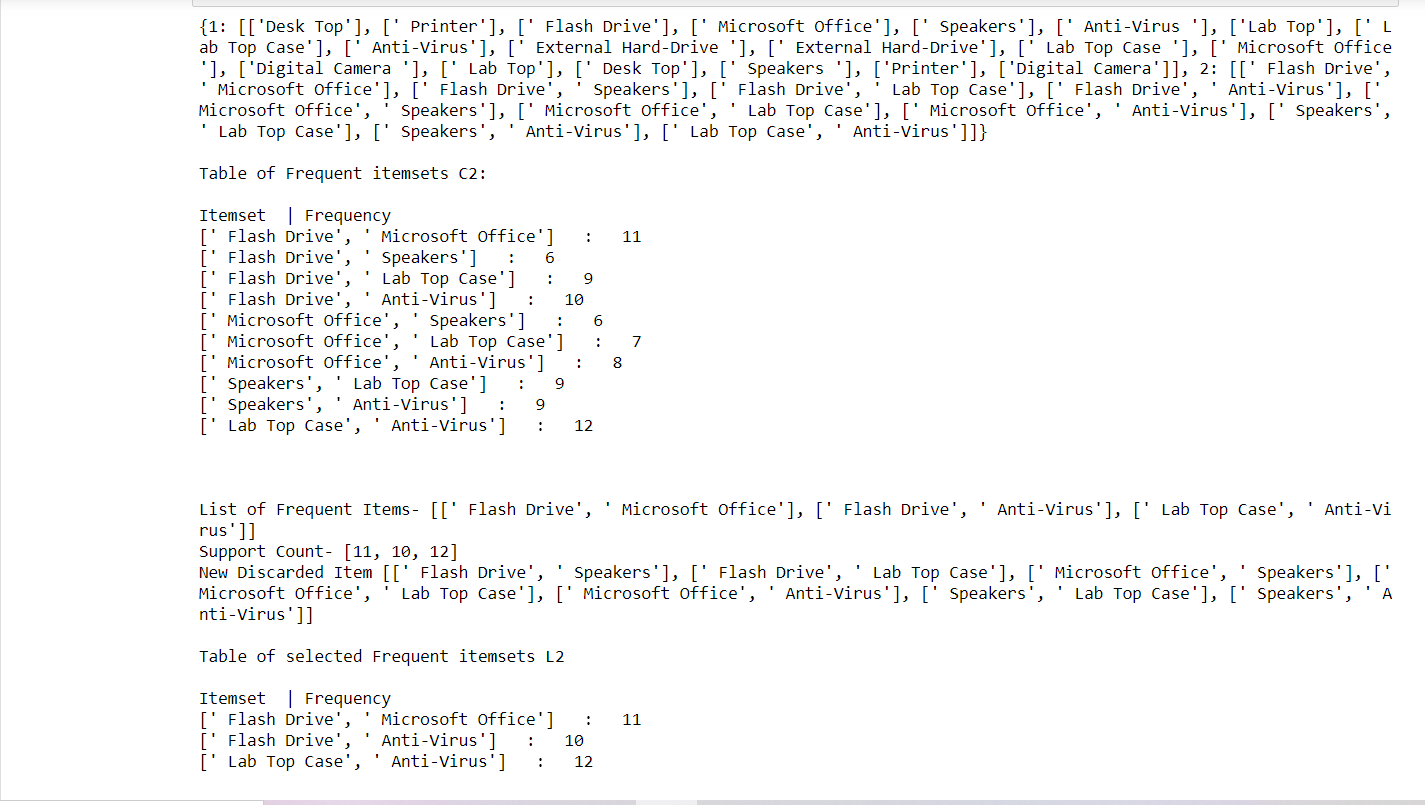 {1: [['Desk Top'], [' Printer'], [' Flash Drive'], [' Microsoft Office'], [' Speakers'], [' Anti-Virus '], ['Lab Top'], [' L
ab Top Case'], [' Anti-Virus'], [' External Hard-Drive '], [' External Hard-Drive'], [' Lab Top Case '], [' Microsoft Office
'], ['Digital Camera '], [' Lab Top'], [' Desk Top'], [' Speakers '], ['Printer'], ['Digital Camera']], 2: [[' Flash Drive',
' Microsoft Office'], [' Flash Drive', ' Speakers'], [' Flash Drive', ' Lab Top Case'], [' Flash Drive', ' Anti-Virus'], ['
Microsoft Office', ' Speakers'], [' Microsoft Office', ' Lab Top Case'], [' Microsoft Office', ' Anti-Virus'], [' Speakers',
' Lab Top Case'], [' Speakers', ' Anti-Virus'], [' Lab Top Case', ' Anti-Virus']]}
Table of Frequent itemsets C2:
Itemset  | Frequency
[' Flash Drive', ' Microsoft Office']   :   11
[' Flash Drive', ' Speakers']   :   6
[' Flash Drive', ' Lab Top Case']   :   9
[' Flash Drive', ' Anti-Virus']   :   10
[' Microsoft Office', ' Speakers']   :   6
[' Microsoft Office', ' Lab Top Case']   :   7
[' Microsoft Office', ' Anti-Virus']   :   8
[' Speakers', ' Lab Top Case']   :   9
[' Speakers', ' Anti-Virus']   :   9
[' Lab Top Case', ' Anti-Virus']   :   12
List of Frequent Items- [[' Flash Drive', ' Microsoft Office'], [' Flash Drive', ' Anti-Virus'], [' Lab Top Case', ' Anti-Vi
rus']]
Support Count- [11, 10, 12]
New Discarded Item [[' Flash Drive', ' Speakers'], [' Flash Drive', ' Lab Top Case'], [' Microsoft Office', ' Speakers'], ['
Microsoft Office', ' Lab Top Case'], [' Microsoft Office', ' Anti-Virus'], [' Speakers', ' Lab Top Case'], [' Speakers', ' A
nti-Virus']]
Table of selected Frequent itemsets L2
Itemset  | Frequency
[' Flash Drive', ' Microsoft Office']   :   11
[' Flash Drive', ' Anti-Virus']   :   10
[' Lab Top Case', ' Anti-Virus']   :   12